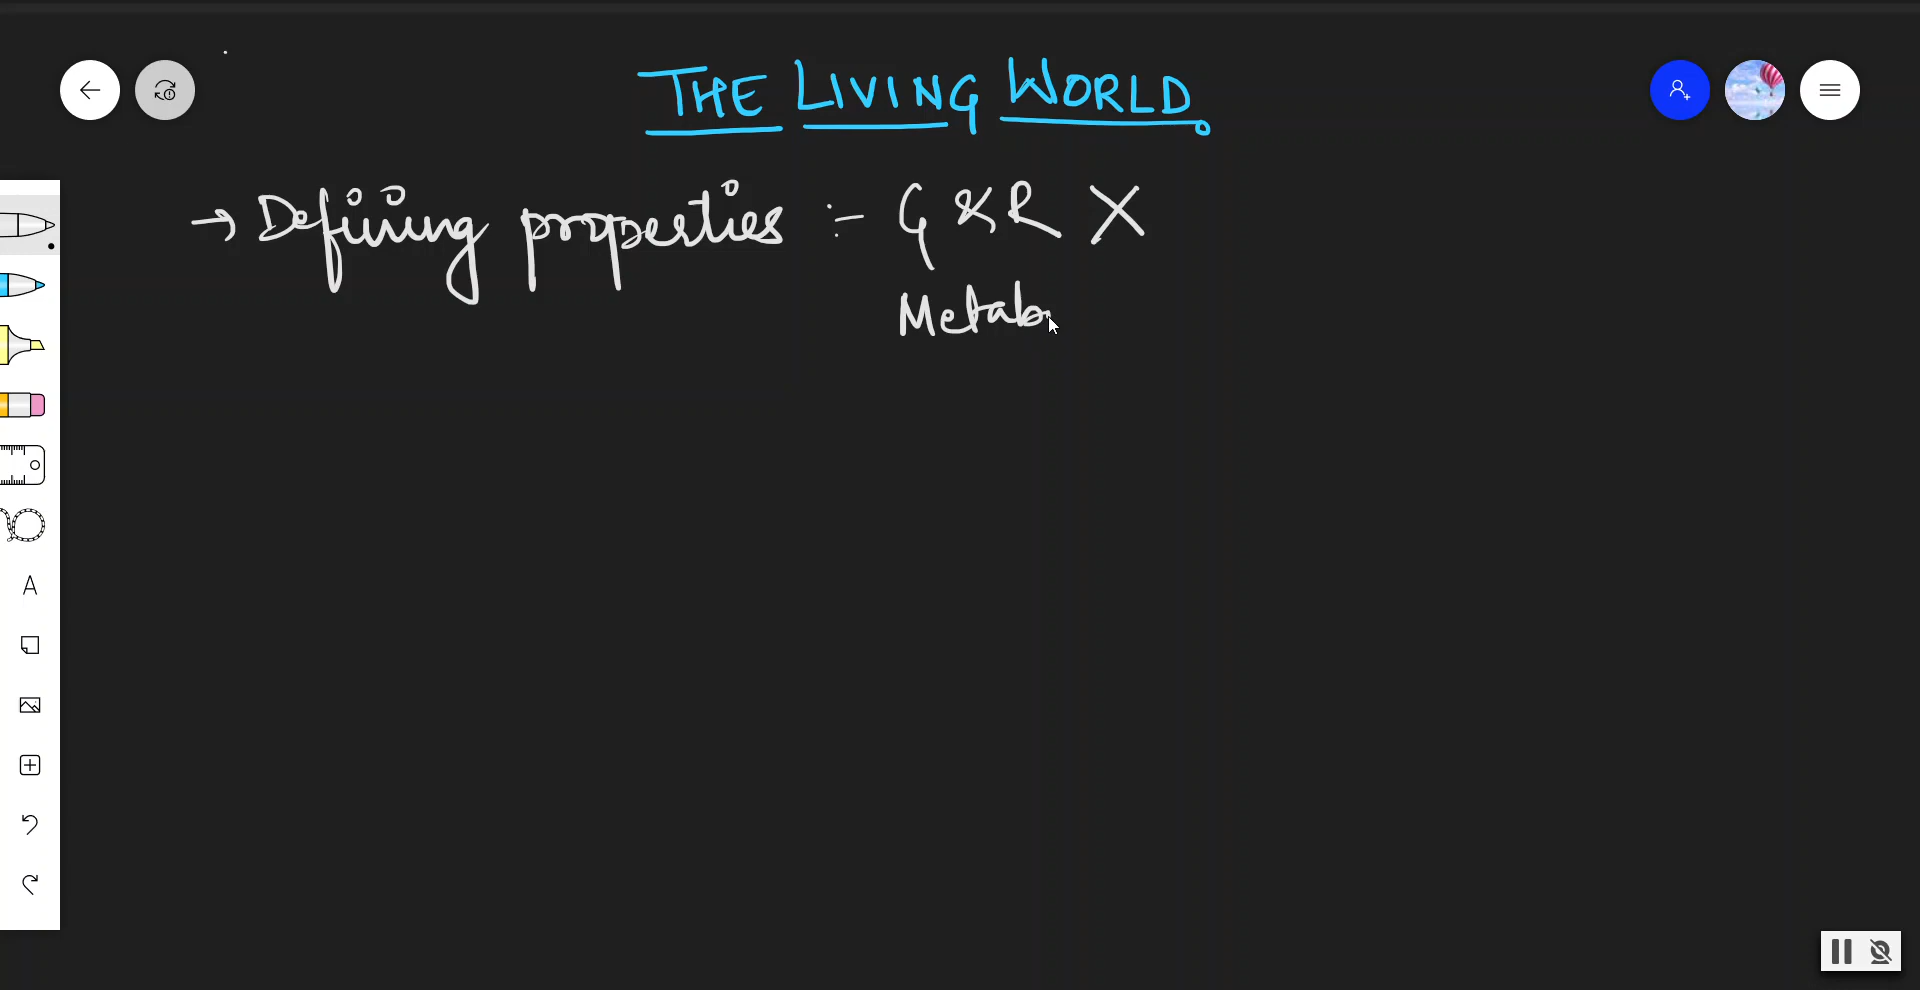 THE LIVING WORLD.
→ Defining properties :- G & R X
Metab
A